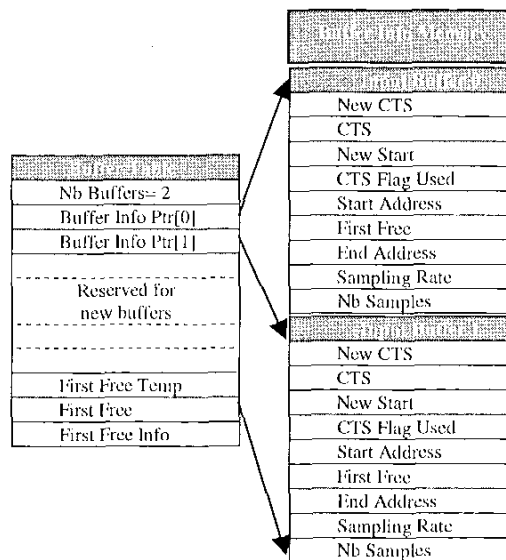 Buffer Info Memory
New CTS
CTS
New Start
CTS Flag Used
Start Address
First Free
End Address
Sampling Rate
Nb Samples
New CTS
CTS
New Start
CTS Flag Used
Start Address
First Free
End Address
Sampling Rate
Nb Samples
Nb Buffers= 2
Buffer Info Ptr[0]
Buffer Info Ptr[1]
Reserved for
new buffers
First Free Temp
First Free
First Free Info